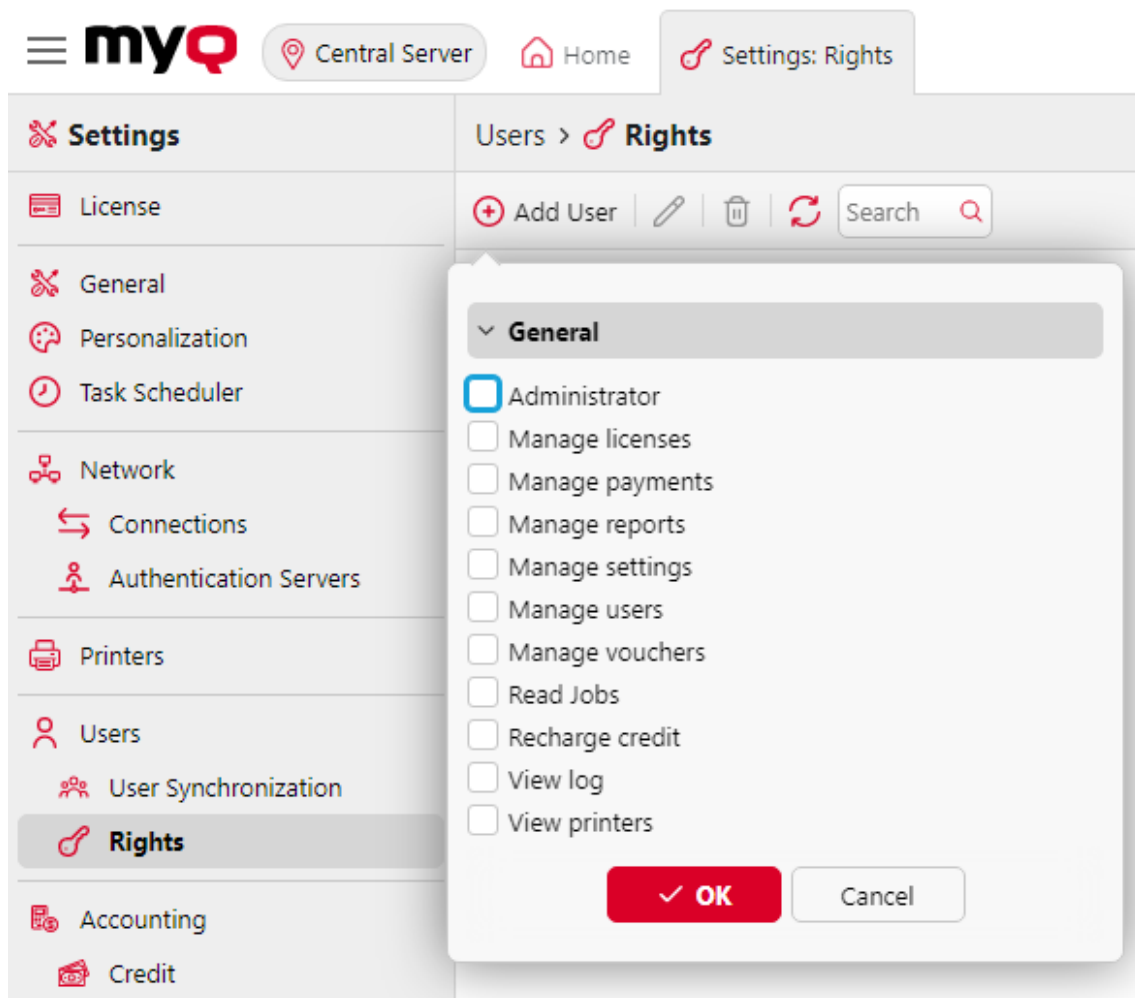 myQ Central Server Home Settings: Rights
Settings
License
General
Personalization
Task Scheduler
Network
Connections
Authentication Servers
Printers
Users
User Synchronization
Rights
Accounting
Credit
Users > Rights
Add User Search
General
Administrator
Manage licenses
Manage payments
Manage reports
Manage settings
Manage users
Manage vouchers
Read Jobs
Recharge credit
View log
View printers
OK Cancel